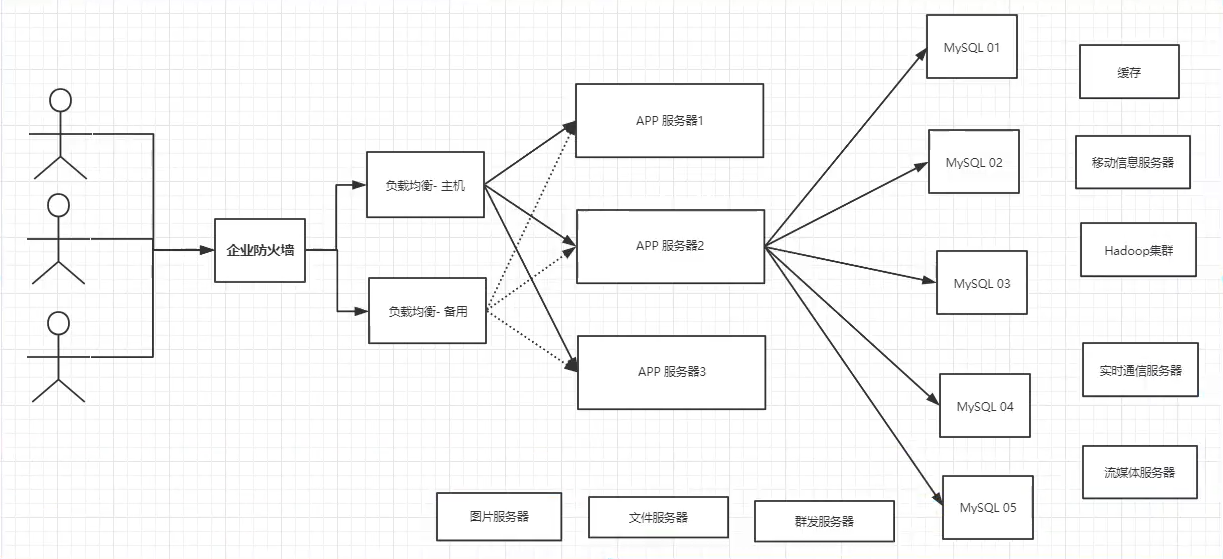 企业防火墙
负载均衡- 主机
负载均衡- 备用
APP 服务器1
APP 服务器2
APP 服务器3
MySQL 01
MySQL 02
MySQL 03
MySQL 04
MySQL 05
缓存
移动信息服务器
Hadoop集群
实时通信服务器
流媒体服务器
图片服务器
文件服务器
群发服务器